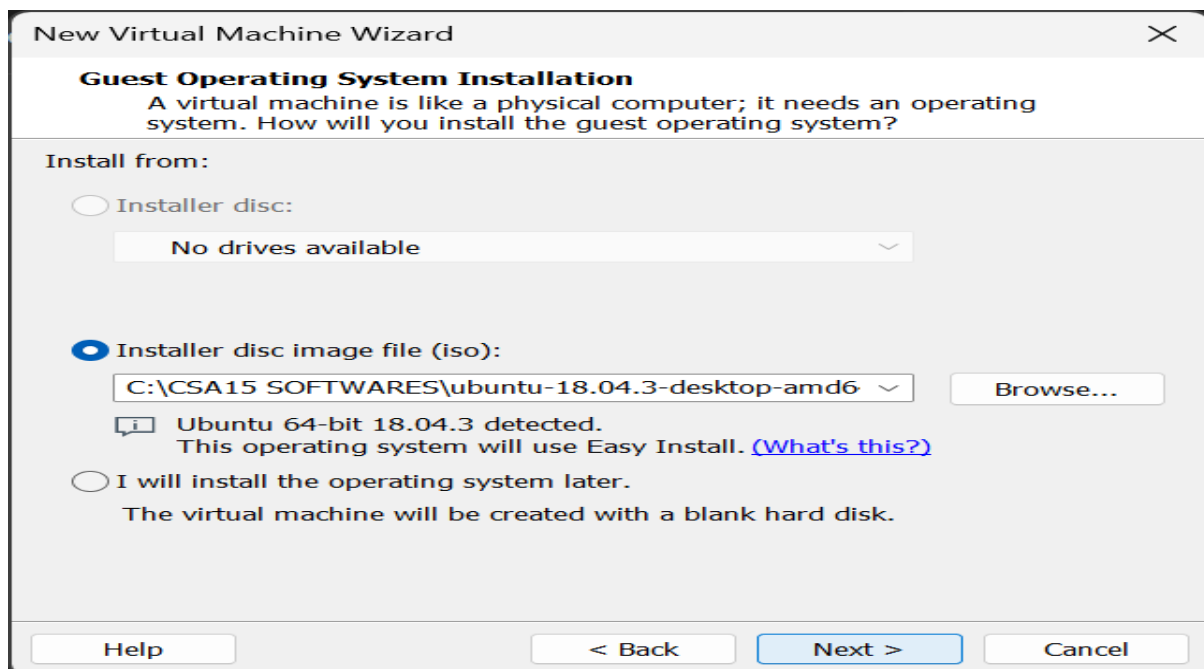 New Virtual Machine Wizard
Guest Operating System Installation
A virtual machine is like a physical computer; it needs an operating
system. How will you install the guest operating system?
Install from:
Installer disc:
No drives available
Installer disc image file (iso):
C:\CSA15 SOFTWARES\ubuntu-18.04.3-desktop-amd6
Browse...
Ubuntu 64-bit 18.04.3 detected.
This operating system will use Easy Install. (What's this?)
I will install the operating system later.
The virtual machine will be created with a blank hard disk.
Help
< Back
Next >
Cancel